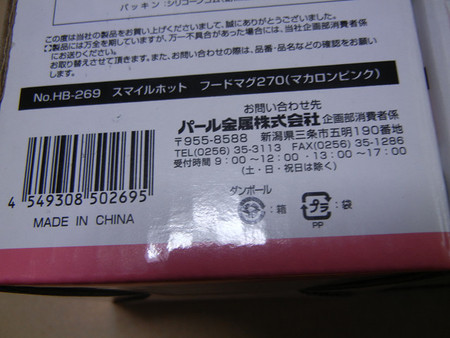 パッキン／シリコーンゴム
この度は当社の製品をお買い上げくださいまして、誠にありがとうございます。
製品には万全を期していますが、万一不具合があった場合には、当社企画部消費者係
にお送りください。
お取り替えさせて頂きます。また、お問い合わせの際は、品番・品名などの確認をお願い
します。
No.HB-269 スマイルホット フードマグ270(マカロンピンク)
お問い合わせ先
パール金属株式会社 企画部消費者係
〒955-8588 新潟県三条市五明190番地
TEL(0256) 35-3113 FAX(0256) 35-1286
受付時間 9：00～12：00・13：00～17：00
(土・日・祝日は除く)
4 549308 502695
MADE IN CHINA
ダンボール
：箱
プラ
：袋
PP